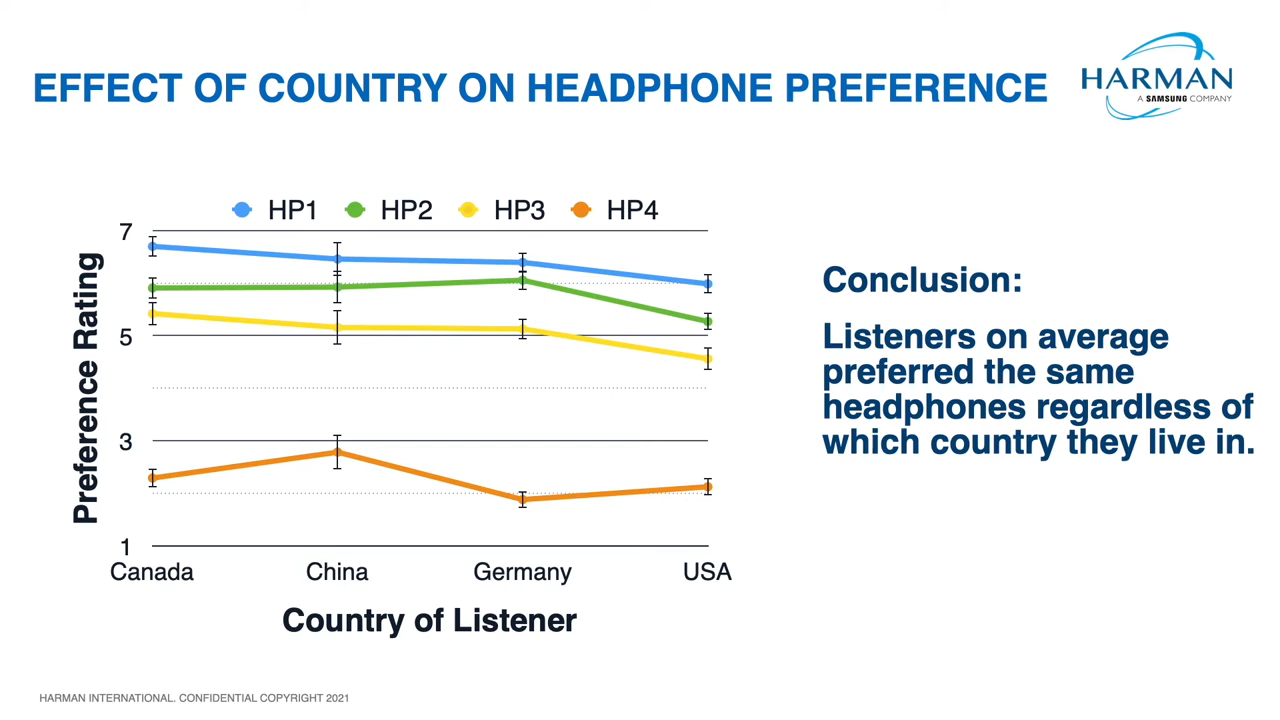 EFFECT OF COUNTRY ON HEADPHONE PREFERENCE
HARMAN
A SAMSUNG COMPANY
HP1 HP2 HP3 HP4
Preference Rating
7
5
3
1
Canada China Germany USA
Country of Listener
Conclusion:
Listeners on average
preferred the same
headphones regardless of
which country they live in.
HARMAN INTERNATIONAL. CONFIDENTIAL COPYRIGHT 2021